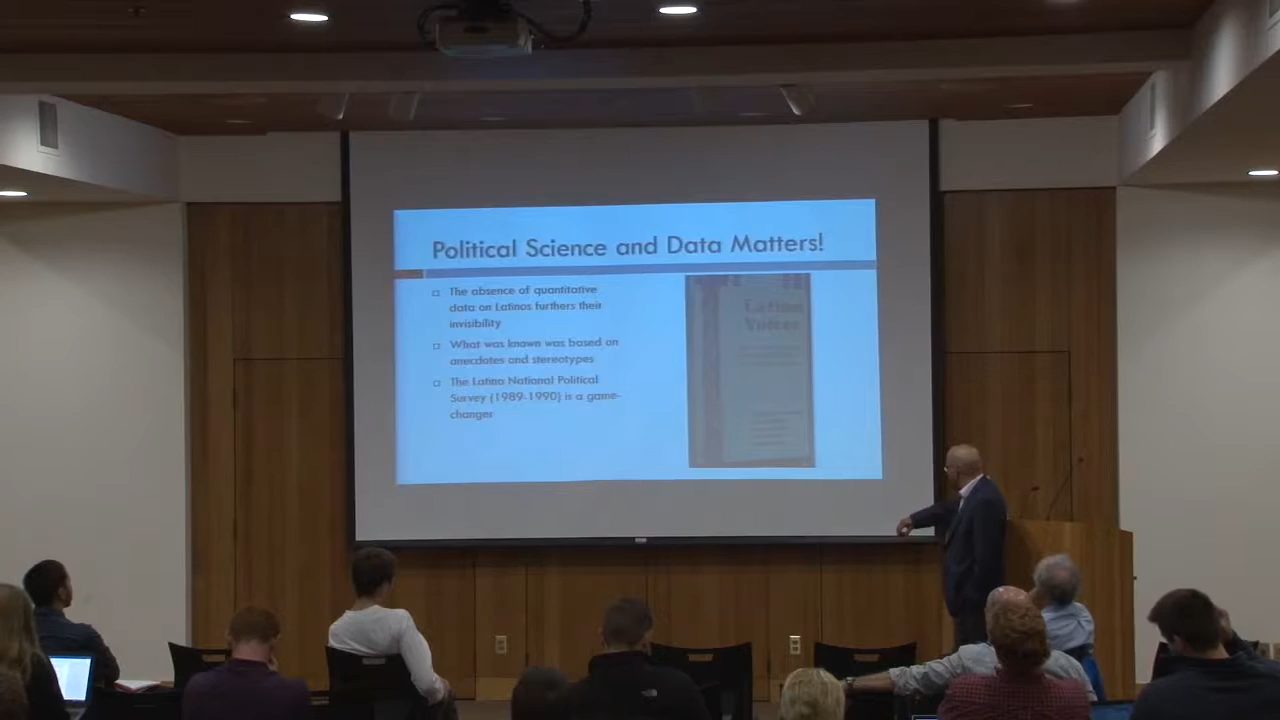 Political Science and Data Matters!
The absence of quantitative
data on Latinos furthers their
invisibility
What was known was based on
anecdotes and stereotypes
The Latino National Political
Survey (1989-1990) is a game-
changer
Latino
Voices